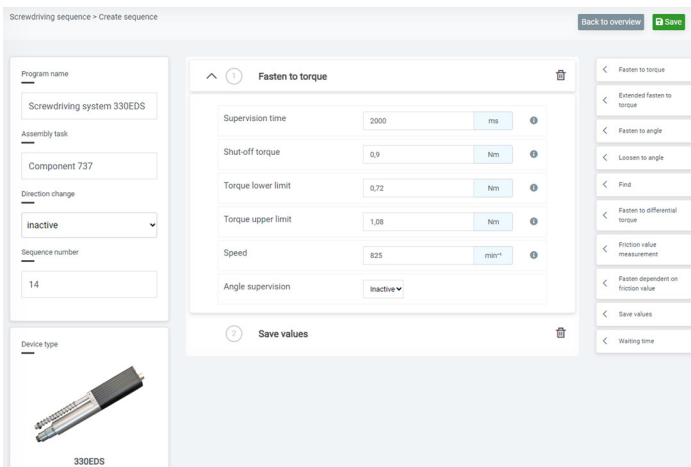 Screwdriving sequence > Create sequence
Back to overview
Save
Program name
Screwdriving system 330EDS
Assembly task
Component 737
Direction change
inactive
Sequence number
14
Device type
330EDS
1 Fasten to torque
Supervision time 2000 ms
Shut-off torque 0,9 Nm
Torque lower limit 0,72 Nm
Torque upper limit 1,08 Nm
Speed 825 min⁻¹
Angle supervision Inactive
2 Save values
Fasten to torque
Extended fasten to
torque
Fasten to angle
Loosen to angle
Find
Fasten to differential
torque
Friction value
measurement
Fasten dependent on
friction value
Save values
Waiting time